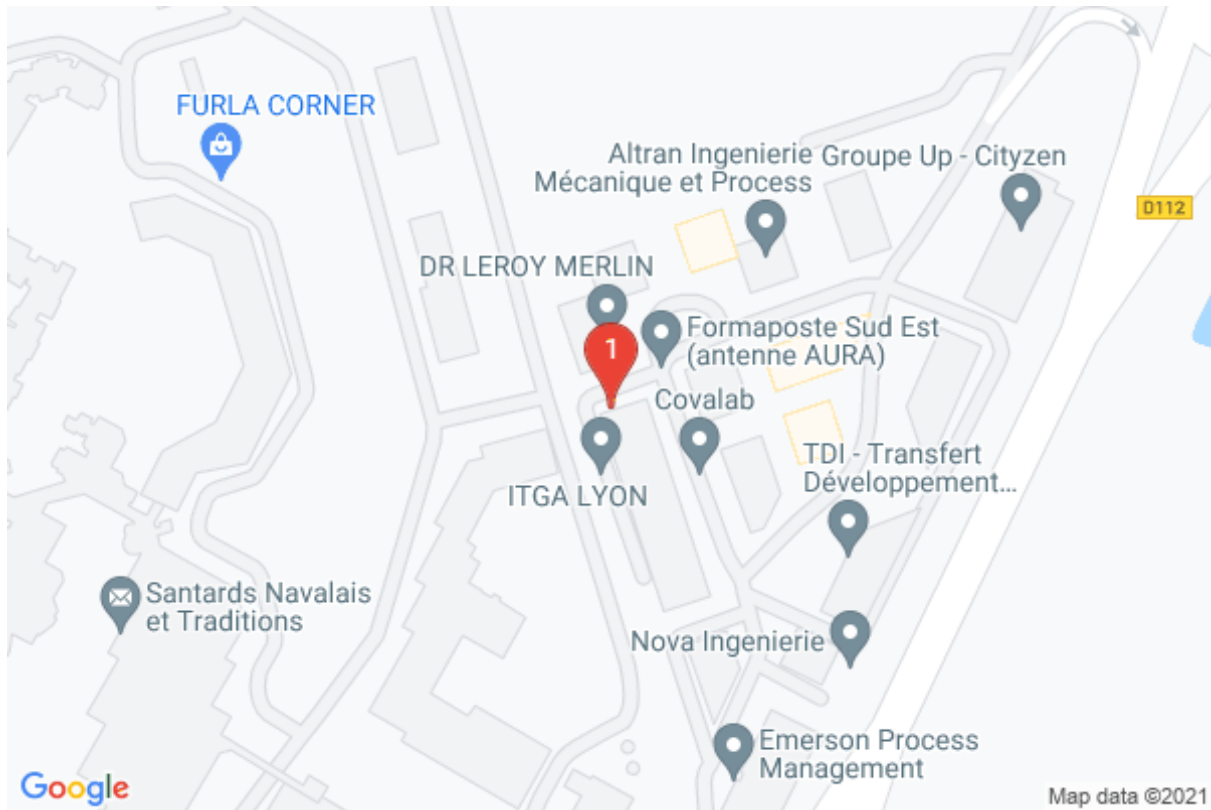 FURLA CORNER
Altran Ingenierie
Mécanique et Process
Groupe Up - Cityzen
D112
DR LEROY MERLIN
Formaposte Sud Est
(antenne AURA)
1
Covalab
TDI - Transfert
Développement...
ITGA LYON
Santards Navalais
et Traditions
Nova Ingenierie
Emerson Process
Management
Google
Map data ©2021